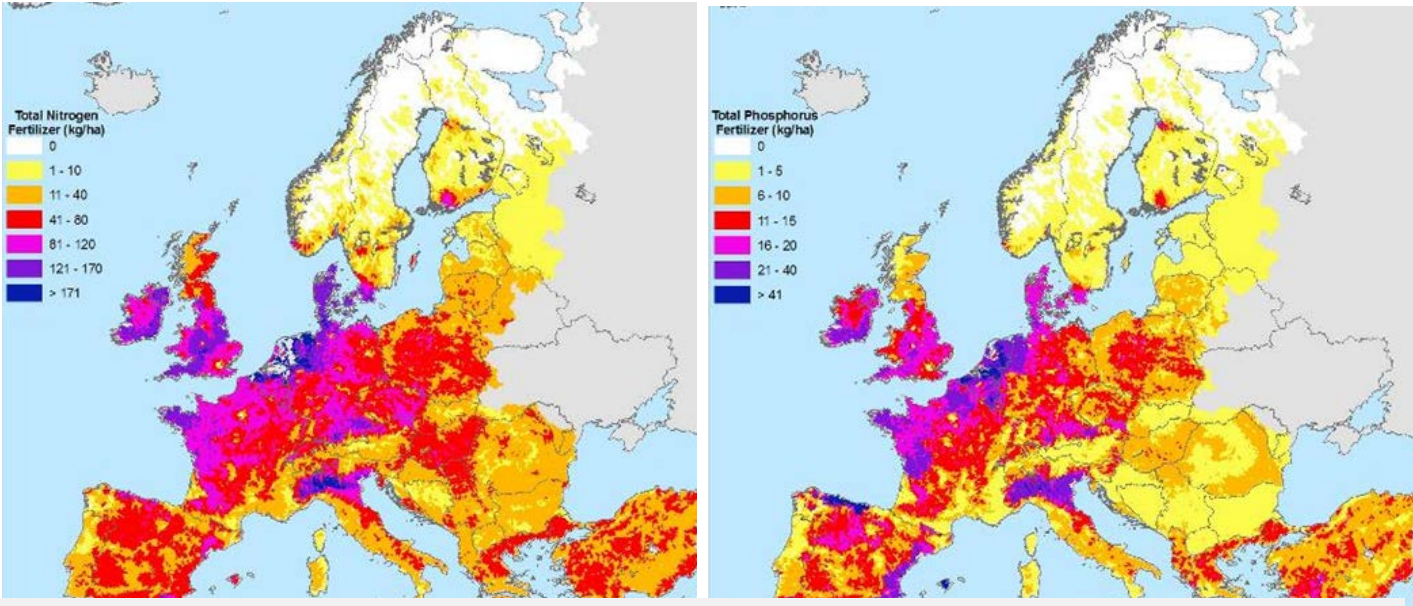 Total Nitrogen
Fertilizer (kg/ha)
0
1 - 10
11 - 40
41 - 80
81 - 120
121 - 170
> 171
Total Phosphorus
Fertilizer (kg/ha)
0
1 - 5
6 - 10
11 - 15
16 - 20
21 - 40
> 41